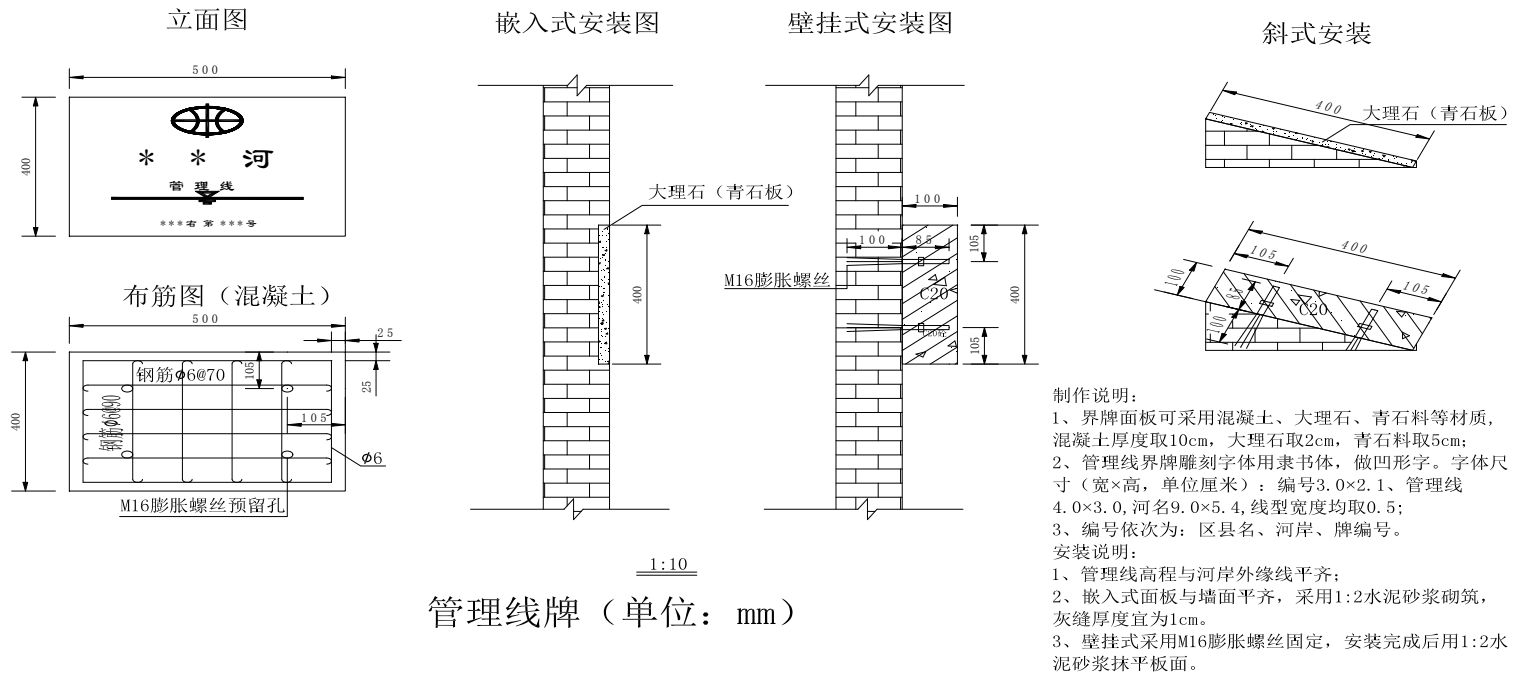 立面图
500
400
* * 河
管理线
***右第***号
布筋图（混凝土）
500
25
25
400
钢筋ф6@70
105
钢筋ф6@90
105
ф6
M16膨胀螺丝预留孔
嵌入式安装图
大理石（青石板）
400
壁挂式安装图
100
100
85
105
M16膨胀螺丝
C20
400
105
斜式安装
400
大理石（青石板）
400
105
100
85
105
C20
100
1:10
管理线牌（单位：mm）
制作说明：
1、界牌面板可采用混凝土、大理石、青石料等材质,
混凝土厚度取10cm，大理石取2cm，青石料取5cm；
2、管理线界牌雕刻字体用隶书体，做凹形字。字体尺
寸（宽×高，单位厘米）：编号3.0×2.1、管理线
4.0×3.0,河名9.0×5.4,线型宽度均取0.5；
3、编号依次为：区县名、河岸、牌编号。
安装说明：
1、管理线高程与河岸外缘线平齐；
2、嵌入式面板与墙面平齐，采用1:2水泥砂浆砌筑，
灰缝厚度宜为1cm。
3、壁挂式采用M16膨胀螺丝固定，安装完成后用1:2水
泥砂浆抹平板面。